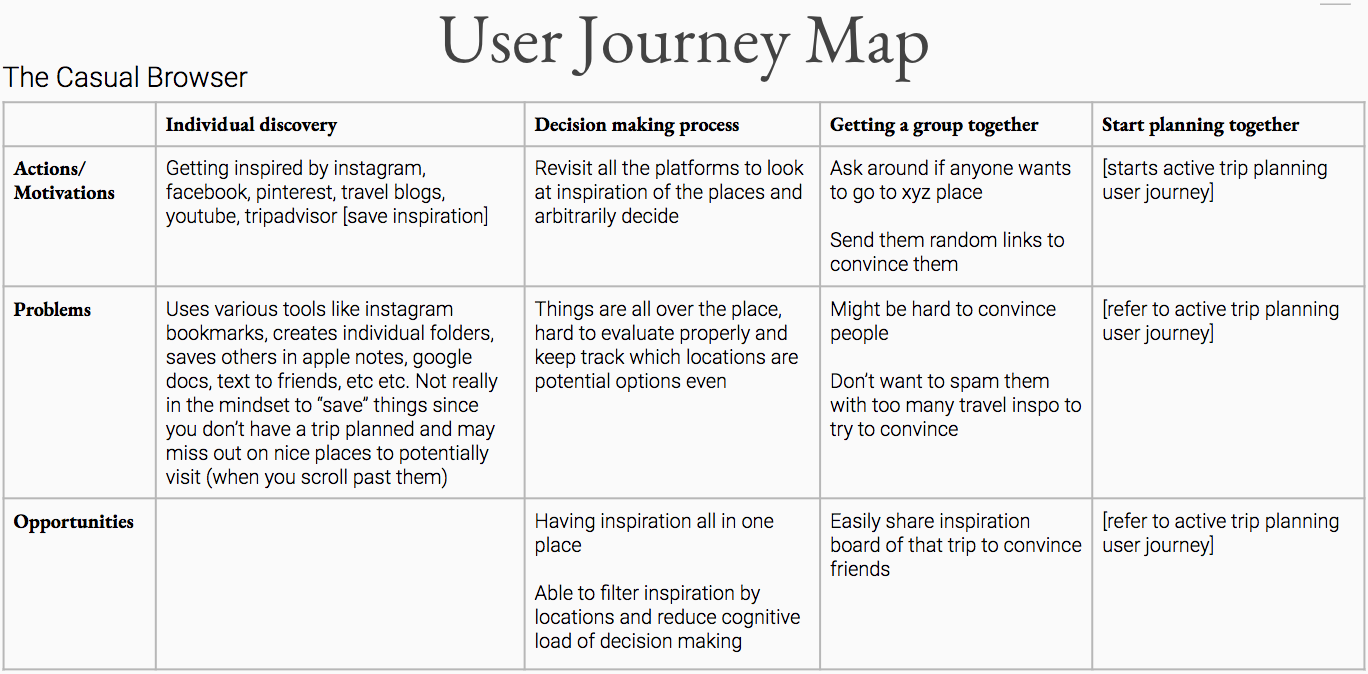 User Journey Map
The Casual Browser
Individual discovery
Decision making process
Getting a group together
Start planning together
Actions/
Motivations
Getting inspired by instagram,
facebook, pinterest, travel blogs,
youtube, tripadvisor [save inspiration]
Revisit all the platforms to look
at inspiration of the places and
arbitrarily decide
Ask around if anyone wants
to go to xyz place
Send them random links to
convince them
[starts active trip planning
user journey]
Problems
Uses various tools like instagram
bookmarks, creates individual folders,
saves others in apple notes, google
docs, text to friends, etc etc. Not really
in the mindset to “save” things since
you don’t have a trip planned and may
miss out on nice places to potentially
visit (when you scroll past them)
Things are all over the place,
hard to evaluate properly and
keep track which locations are
potential options even
Might be hard to convince
people
Don’t want to spam them
with too many travel inspo to
try to convince
[refer to active trip planning
user journey]
Opportunities
Having inspiration all in one
place
Able to filter inspiration by
locations and reduce cognitive
load of decision making
Easily share inspiration
board of that trip to convince
friends
[refer to active trip planning
user journey]